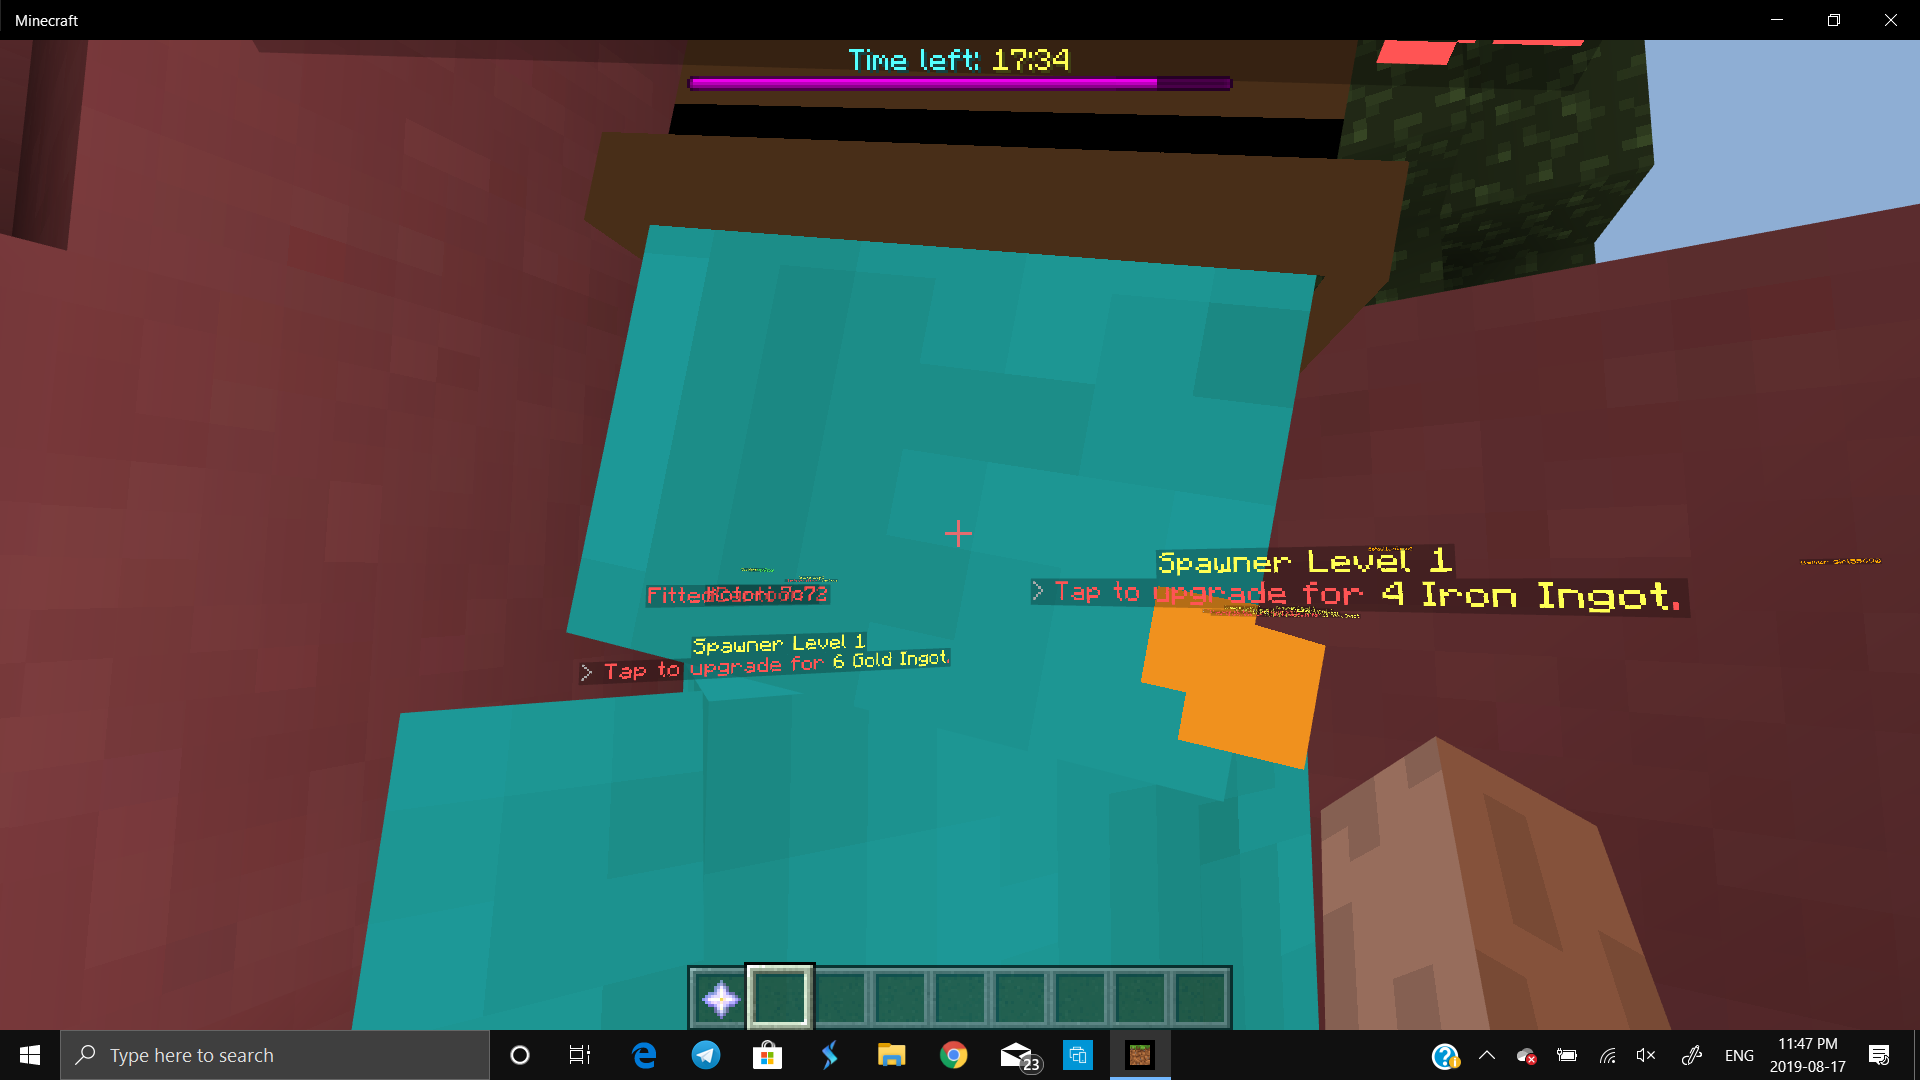 Minecraft
Time left: 17:34
Spawner Level 1
> Tap to upgrade for 4 Iron Ingot.
Spawner Level 1
> Tap to upgrade for 6 Gold Ingot.
Type here to search
23
ENG
11:47 PM
2019-08-17